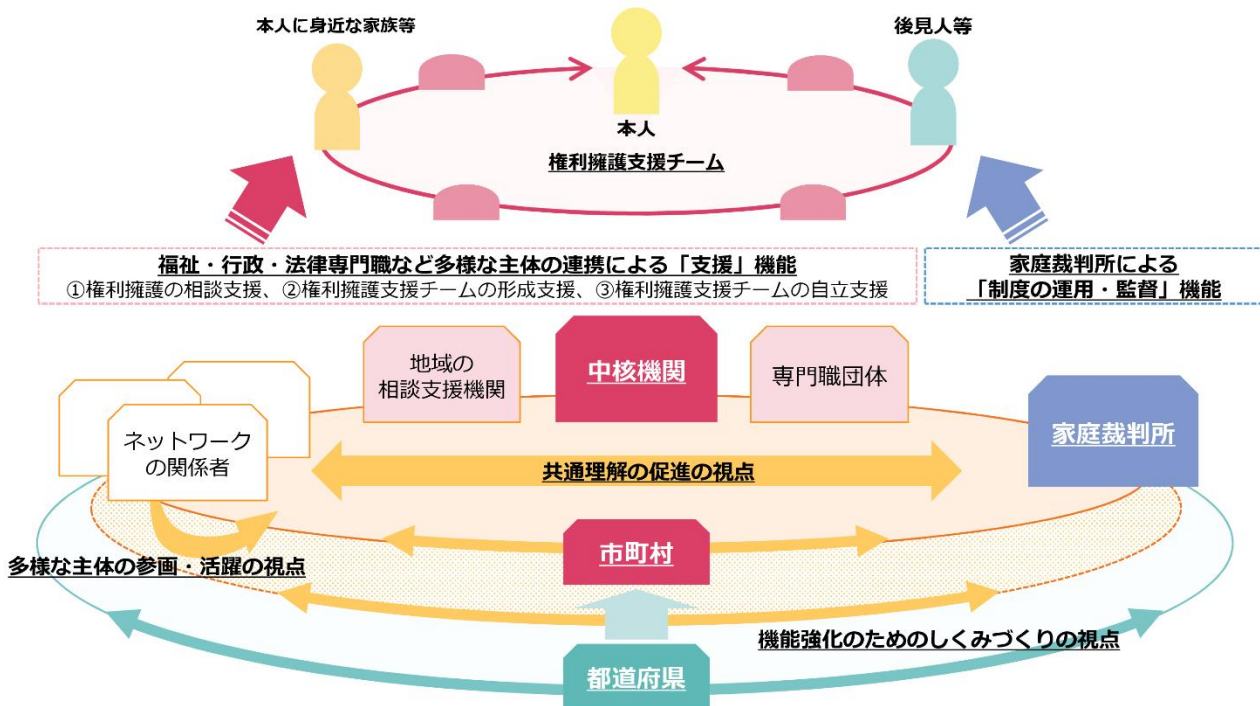 本人に身近な家族等
後見人等
本人
権利擁護支援チーム
福祉・行政・法律専門職など多様な主体の連携による「支援」機能
①権利擁護の相談支援、②権利擁護支援チームの形成支援、③権利擁護支援チームの自立支援
家庭裁判所による
「制度の運用・監督」機能
地域の
相談支援機関
中核機関
専門職団体
ネットワーク
の関係者
家庭裁判所
共通理解の促進の視点
市町村
多様な主体の参画・活躍の視点
機能強化のためのしくみづくりの視点
都道府県